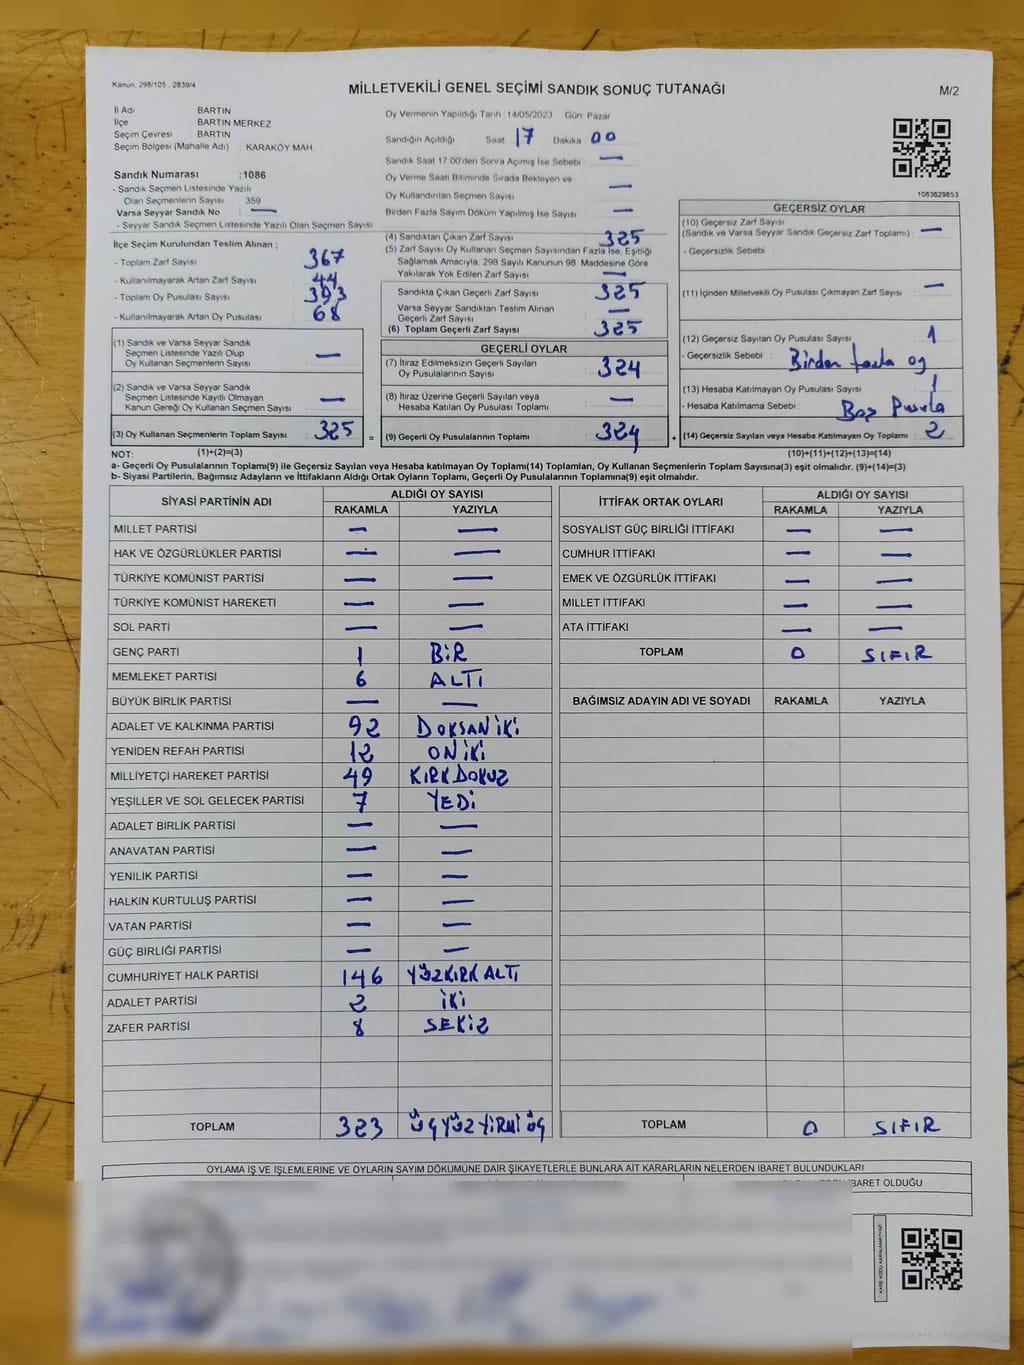 Kanun: 298/105 , 2839/4
MİLLETVEKİLİ GENEL SEÇİMİ SANDIK SONUÇ TUTANAĞI
M/2
İl Adı BARTIN
İlçe BARTIN MERKEZ
Seçim Çevresi BARTIN
Seçim Bölgesi (Mahalle Adı) : KARAKÖY MAH.
Sandık Numarası :1086
- Sandık Seçmen Listesinde Yazılı
Olan Seçmenlerin Sayısı 359
Varsa Seyyar Sandık No —
- Seyyar Sandık Seçmen Listesinde Yazılı Olan Seçmen Sayısı:
Oy Vermenin Yapıldığı Tarih :14/05/2023 Gün: Pazar
Sandığın Açıldığı Saat 17 Dakika 00
Sandık Saat 17.00'den Sonra Açımış İse Sebebi : —
Oy Verme Saati Bitiminde Sırada Bekleyen ve
Oy Kullandırılan Seçmen Sayısı : —
Birden Fazla Sayım Döküm Yapılmış İse Sayısı : —
1083629853
İlçe Seçim Kurulundan Teslim Alınan ;
- Toplam Zarf Sayısı : 367
- Kullanılmayarak Artan Zarf Sayısı : 44
- Toplam Oy Pusulası Sayısı : 393
- Kullanılmayarak Artan Oy Pusulası : 68
(4) Sandıktan Çıkan Zarf Sayısı : 325
(5) Zarf Sayısı Oy Kullanan Seçmen Sayısından Fazla İse, Eşitliği
Sağlamak Amacıyla, 298 Sayılı Kanunun 98. Maddesine Göre
Yakılarak Yok Edilen Zarf Sayısı : —
Sandıkta Çıkan Geçerli Zarf Sayısı : 325
Varsa Seyyar Sandıktan Teslim Alınan
Geçerli Zarf Sayısı : —
(6) Toplam Geçerli Zarf Sayısı : 325
GEÇERSİZ OYLAR
(10) Geçersiz Zarf Sayısı
(Sandık ve Varsa Seyyar Sandık Geçersiz Zarf Toplamı) : —
- Geçersizlik Sebebi :
(11) İçinden Milletvekili Oy Pusulası Çıkmayan Zarf Sayısı : —
(12) Geçersiz Sayılan Oy Pusulası Sayısı : 1
- Geçersizlik Sebebi : Birden fazla oy
(13) Hesaba Katılmayan Oy Pusulası Sayısı : 1
- Hesaba Katılmama Sebebi : Boş Pusula
(14) Geçersiz Sayılan veya Hesaba Katılmayan Oy Toplamı : 2
(1) Sandık ve Varsa Seyyar Sandık
Seçmen Listesinde Yazılı Olup
Oy Kullanan Seçmenlerin Sayısı : —
(2) Sandık ve Varsa Seyyar Sandık
Seçmen Listesinde Kayıtlı Olmayan
Kanun Gereği Oy Kullanan Seçmen Sayısı : —
(3) Oy Kullanan Seçmenlerin Toplam Sayısı : 325 =
GEÇERLİ OYLAR
(7) İtiraz Edilmeksizin Geçerli Sayılan
Oy Pusulalarının Sayısı : 324
(8) İtiraz Üzerine Geçerli Sayılan veya
Hesaba Katılan Oy Pusulası Toplamı : —
(9) Geçerli Oy Pusulalarının Toplamı : 324 +
NOT: (1)+(2)=(3) (10)+(11)+(12)+(13)=(14)
a- Geçerli Oy Pusulalarının Toplamı(9) ile Geçersiz Sayılan veya Hesaba katılmayan Oy Toplamı(14) Toplamları, Oy Kullanan Seçmenlerin Toplam Sayısına(3) eşit olmalıdır. (9)+(14)=(3)
b- Siyasi Partilerin, Bağımsız Adayların ve İttifakların Aldığı Ortak Oyların Toplamı, Geçerli Oy Pusulalarının Toplamına(9) eşit olmalıdır.
SİYASİ PARTİNİN ADI ALDIĞI OY SAYISI
RAKAMLA YAZIYLA
MİLLET PARTİSİ — —
HAK VE ÖZGÜRLÜKLER PARTİSİ — —
TÜRKİYE KOMÜNİST PARTİSİ — —
TÜRKİYE KOMÜNİST HAREKETİ — —
SOL PARTİ — —
GENÇ PARTİ 1 BİR
MEMLEKET PARTİSİ 6 ALTI
BÜYÜK BİRLİK PARTİSİ — —
ADALET VE KALKINMA PARTİSİ 92 DOKSAN İKİ
YENİDEN REFAH PARTİSİ 12 ON İKİ
MİLLİYETÇİ HAREKET PARTİSİ 49 KIRK DOKUZ
YEŞİLLER VE SOL GELECEK PARTİSİ 7 YEDİ
ADALET BİRLİK PARTİSİ — —
ANAVATAN PARTİSİ — —
YENİLİK PARTİSİ — —
HALKIN KURTULUŞ PARTİSİ — —
VATAN PARTİSİ — —
GÜÇ BİRLİĞİ PARTİSİ — —
CUMHURİYET HALK PARTİSİ 146 YÜZKIRK ALTI
ADALET PARTİSİ 2 İKİ
ZAFER PARTİSİ 8 SEKİZ
TOPLAM 323 ÜÇYÜZ YİRMİ ÜÇ
İTTİFAK ORTAK OYLARI ALDIĞI OY SAYISI
RAKAMLA YAZIYLA
SOSYALİST GÜÇ BİRLİĞİ İTTİFAKI — —
CUMHUR İTTİFAKI — —
EMEK VE ÖZGÜRLÜK İTTİFAKI — —
MİLLET İTTİFAKI — —
ATA İTTİFAKI — —
TOPLAM 0 SIFIR
BAĞIMSIZ ADAYIN ADI VE SOYADI RAKAMLA YAZIYLA
TOPLAM 0 SIFIR
OYLAMA İŞ VE İŞLEMLERİNE VE OYLARIN SAYIM DÖKÜMÜNE DAİR ŞİKAYETLERLE BUNLARA AİT KARARLARIN NELERDEN İBARET BULUNDUKLARI
İBARET OLDUĞU
KARE KODU KARALAMAYINIZ!